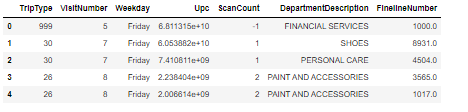 TripType VisitNumber Weekday Upc ScanCount DepartmentDescription FinelineNumber
0 999 5 Friday 6.811315e+10 -1 FINANCIAL SERVICES 1000.0
1 30 7 Friday 6.053882e+10 1 SHOES 8931.0
2 30 7 Friday 7.410811e+09 1 PERSONAL CARE 4504.0
3 26 8 Friday 2.238404e+09 2 PAINT AND ACCESSORIES 3565.0
4 26 8 Friday 2.006614e+09 2 PAINT AND ACCESSORIES 1017.0